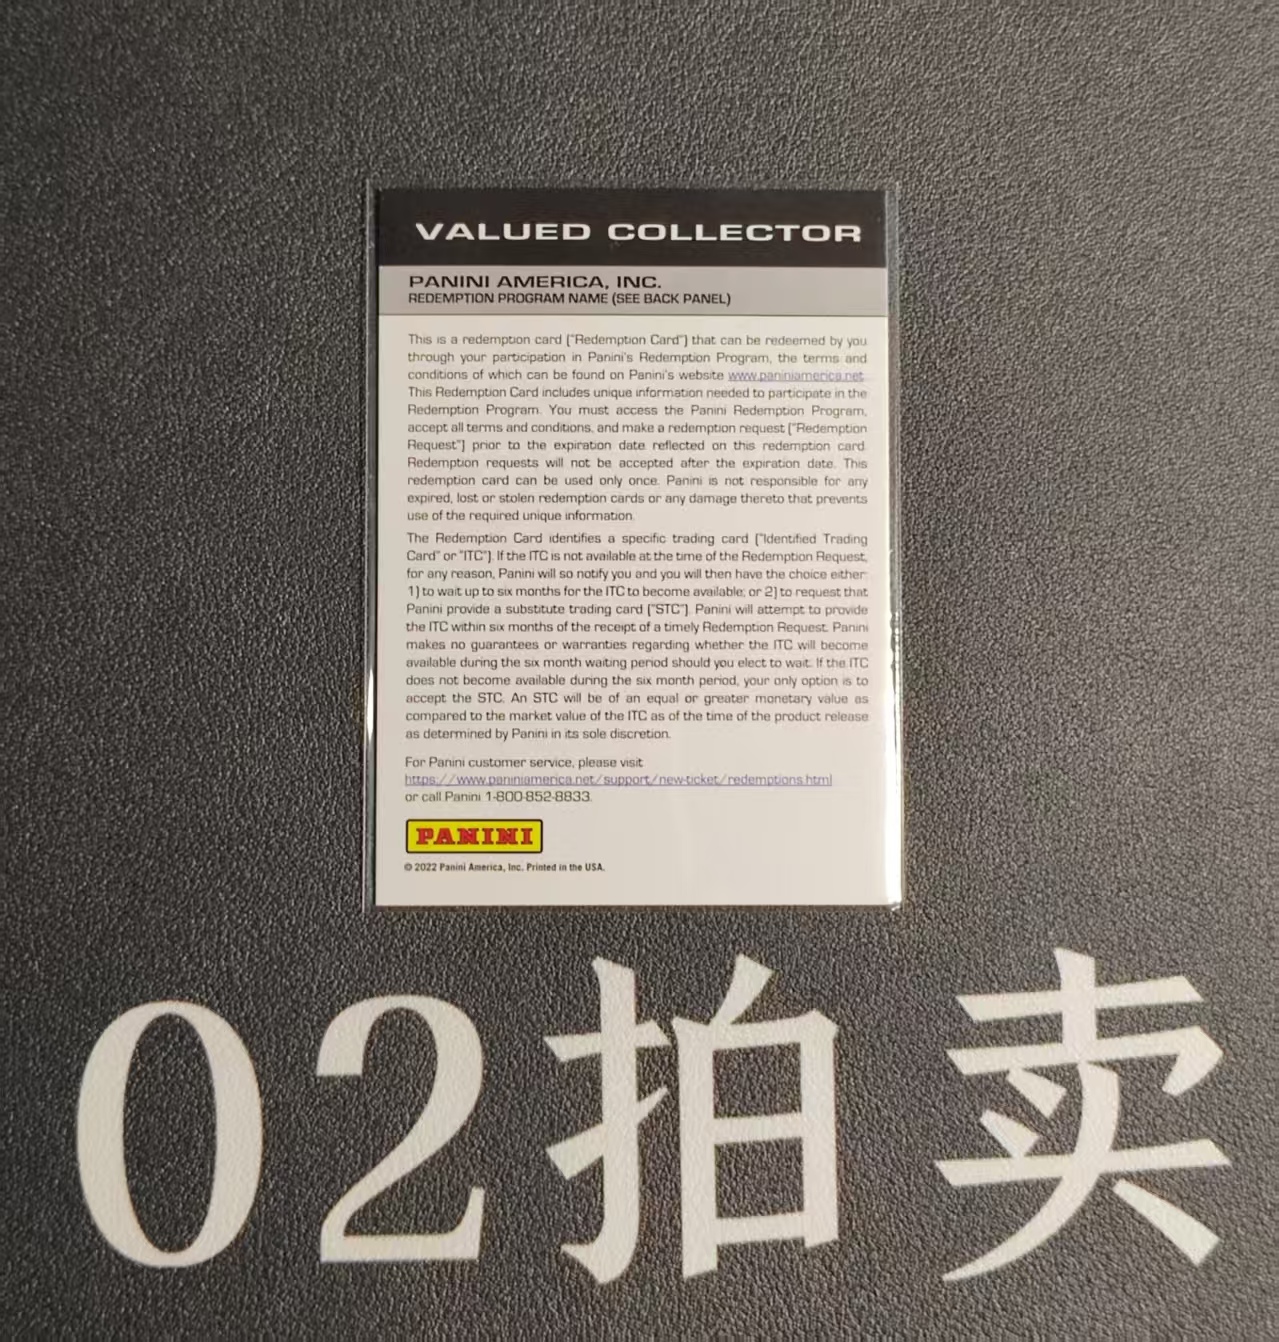 VALUED COLLECTOR
PANINI AMERICA, INC.
REDEMPTION PROGRAM NAME (SEE BACK PANEL)
This is a redemption card ("Redemption Card") that can be redeemed by you
through your participation in Panini's Redemption Program, the terms and
conditions of which can be found on Panini's website www.paniniamerica.net.
This Redemption Card includes unique information needed to participate in the
Redemption Program. You must access the Panini Redemption Program,
accept all terms and conditions, and make a redemption request ("Redemption
Request") prior to the expiration date reflected on this redemption card.
Redemption requests will not be accepted after the expiration date. This
redemption card can be used only once. Panini is not responsible for any
expired, lost or stolen redemption cards or any damage thereto that prevents
use of the required unique information.
The Redemption Card identifies a specific trading card ("Identified Trading
Card" or "ITC"). If the ITC is not available at the time of the Redemption Request,
for any reason, Panini will so notify you and you will then have the choice either:
1) to wait up to six months for the ITC to become available; or 2) to request that
Panini provide a substitute trading card ("STC"). Panini will attempt to provide
the ITC within six months of the receipt of a timely Redemption Request. Panini
makes no guarantees or warranties regarding whether the ITC will become
available during the six month waiting period should you elect to wait. If the ITC
does not become available during the six month period, your only option is to
accept the STC. An STC will be of an equal or greater monetary value as
compared to the market value of the ITC as of the time of the product release
as determined by Panini in its sole discretion.
For Panini customer service, please visit
https://www.paniniamerica.net/support/new-ticket/redemptions.html
or call Panini 1-800-852-8833.
PANINI
© 2022 Panini America, Inc. Printed in the USA.
02拍卖